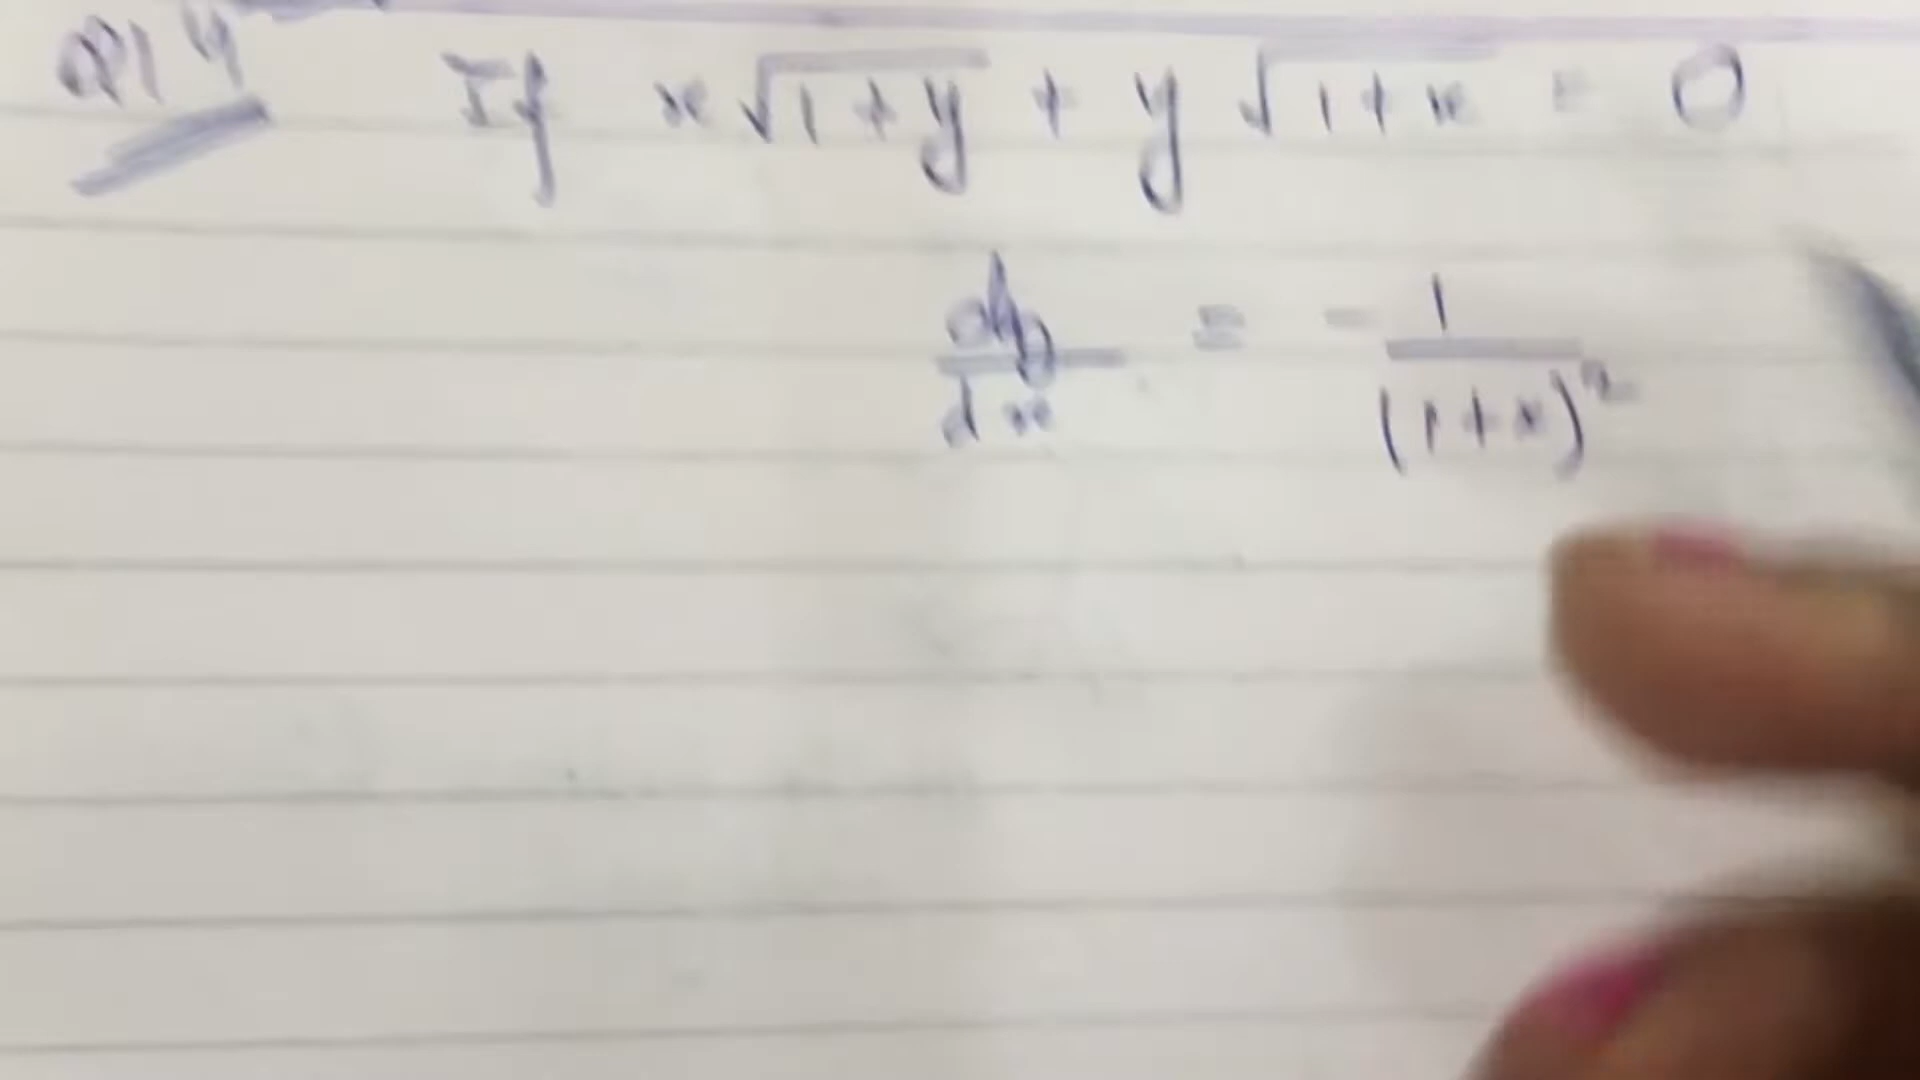 Q14 If x√(1+y) + y√(1+x) = 0
dy/dx = -1/(1+x)²